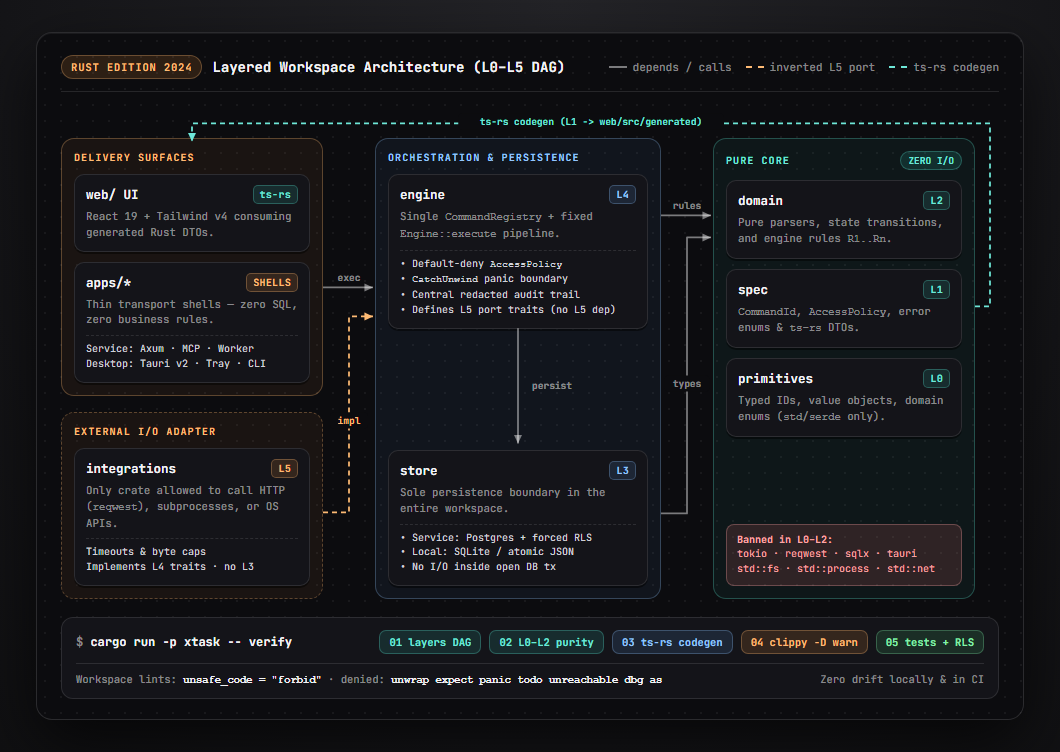 RUST EDITION 2024
Layered Workspace Architecture (L0-L5 DAG)
depends / calls
inverted L5 port
ts-rs codegen
ts-rs codegen (L1 -> web/src/generated)
DELIVERY SURFACES
web/ UI
ts-rs
React 19 + Tailwind v4 consuming
generated Rust DTOs.
apps/*
SHELLS
Thin transport shells — zero SQL,
zero business rules.
Service: Axum · MCP · Worker
Desktop: Tauri v2 · Tray · CLI
EXTERNAL I/O ADAPTER
integrations
L5
Only crate allowed to call HTTP
(reqwest), subprocesses, or OS
APIs.
Timeouts & byte caps
Implements L4 traits · no L3
exec
impl
ORCHESTRATION & PERSISTENCE
engine
L4
Single CommandRegistry + fixed
Engine::execute pipeline.
• Default-deny AccessPolicy
• CatchUnwind panic boundary
• Central redacted audit trail
• Defines L5 port traits (no L5 dep)
persist
store
L3
Sole persistence boundary in the
entire workspace.
• Service: Postgres + forced RLS
• Local: SQLite / atomic JSON
• No I/O inside open DB tx
rules
types
PURE CORE
ZERO I/O
domain
L2
Pure parsers, state transitions,
and engine rules R1..Rn.
spec
L1
CommandId, AccessPolicy, error
enums & ts-rs DTOs.
primitives
L0
Typed IDs, value objects, domain
enums (std/serde only).
Banned in L0-L2:
tokio · reqwest · sqlx · tauri
std::fs · std::process · std::net
$ cargo run -p xtask -- verify
01 layers DAG
02 L0-L2 purity
03 ts-rs codegen
04 clippy -D warn
05 tests + RLS
Workspace lints: unsafe_code = "forbid" · denied: unwrap expect panic todo unreachable dbg as
Zero drift locally & in CI